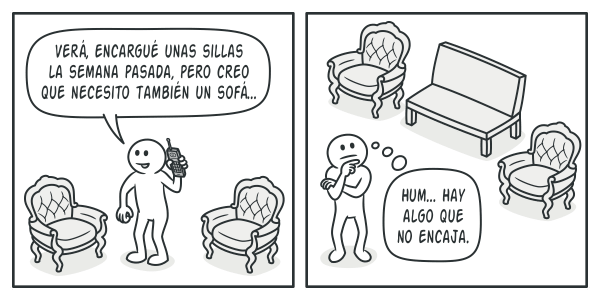 VERÁ, ENCARGUÉ UNAS SILLAS
LA SEMANA PASADA, PERO CREO
QUE NECESITO TAMBIÉN UN SOFÁ...
HUM... HAY
ALGO QUE
NO ENCAJA.